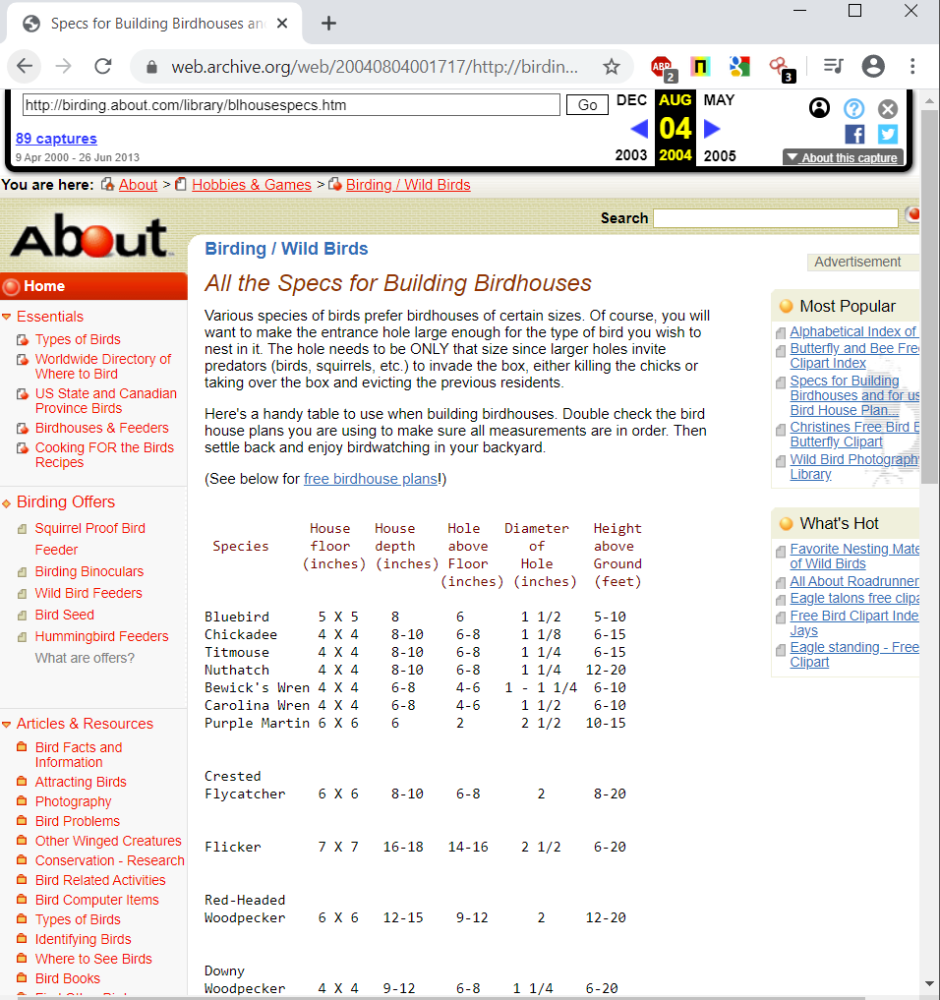 Specs for Building Birdhouses an
web.archive.org/web/20040804001717/http://birdin...
ABP
2
3
http://birding.about.com/library/blhousespecs.htm
Go
DEC
AUG
MAY
89 captures
04
9 Apr 2000 - 26 Jun 2013
2003
2004
2005
About this capture
You are here: About > Hobbies & Games > Birding / Wild Birds
About
Search
Home
Essentials
Types of Birds
Worldwide Directory of
Where to Bird
US State and Canadian
Province Birds
Birdhouses & Feeders
Cooking FOR the Birds
Recipes
Birding Offers
Squirrel Proof Bird
Feeder
Birding Binoculars
Wild Bird Feeders
Bird Seed
Hummingbird Feeders
What are offers?
Articles & Resources
Bird Facts and
Information
Attracting Birds
Photography
Bird Problems
Other Winged Creatures
Conservation - Research
Bird Related Activities
Bird Computer Items
Types of Birds
Identifying Birds
Where to See Birds
Bird Books
Birding / Wild Birds
All the Specs for Building Birdhouses
Various species of birds prefer birdhouses of certain sizes. Of course, you will
want to make the entrance hole large enough for the type of bird you wish to
nest in it. The hole needs to be ONLY that size since larger holes invite
predators (birds, squirrels, etc.) to invade the box, either killing the chicks or
taking over the box and evicting the previous residents.
Here's a handy table to use when building birdhouses. Double check the bird
house plans you are using to make sure all measurements are in order. Then
settle back and enjoy birdwatching in your backyard.
(See below for free birdhouse plans!)
House House Hole Diameter Height
Species floor depth above of above
(inches) (inches) Floor Hole Ground
(inches) (inches) (feet)
Bluebird 5 X 5 8 6 1 1/2 5-10
Chickadee 4 X 4 8-10 6-8 1 1/8 6-15
Titmouse 4 X 4 8-10 6-8 1 1/4 6-15
Nuthatch 4 X 4 8-10 6-8 1 1/4 12-20
Bewick's Wren 4 X 4 6-8 4-6 1 - 1 1/4 6-10
Carolina Wren 4 X 4 6-8 4-6 1 1/2 6-10
Purple Martin 6 X 6 6 2 2 1/2 10-15
Crested
Flycatcher 6 X 6 8-10 6-8 2 8-20
Flicker 7 X 7 16-18 14-16 2 1/2 6-20
Red-Headed
Woodpecker 6 X 6 12-15 9-12 2 12-20
Downy
Woodpecker 4 X 4 9-12 6-8 1 1/4 6-20
Advertisement
Most Popular
Alphabetical Index of
Butterfly and Bee Free
Clipart Index
Specs for Building
Birdhouses and for us
Bird House Plan...
Christines Free Bird
Butterfly Clipart
Wild Bird Photography
Library
What's Hot
Favorite Nesting Mate
of Wild Birds
All About Roadrunner
Eagle talons free clipa
Free Bird Clipart Inde
Jays
Eagle standing - Free
Clipart